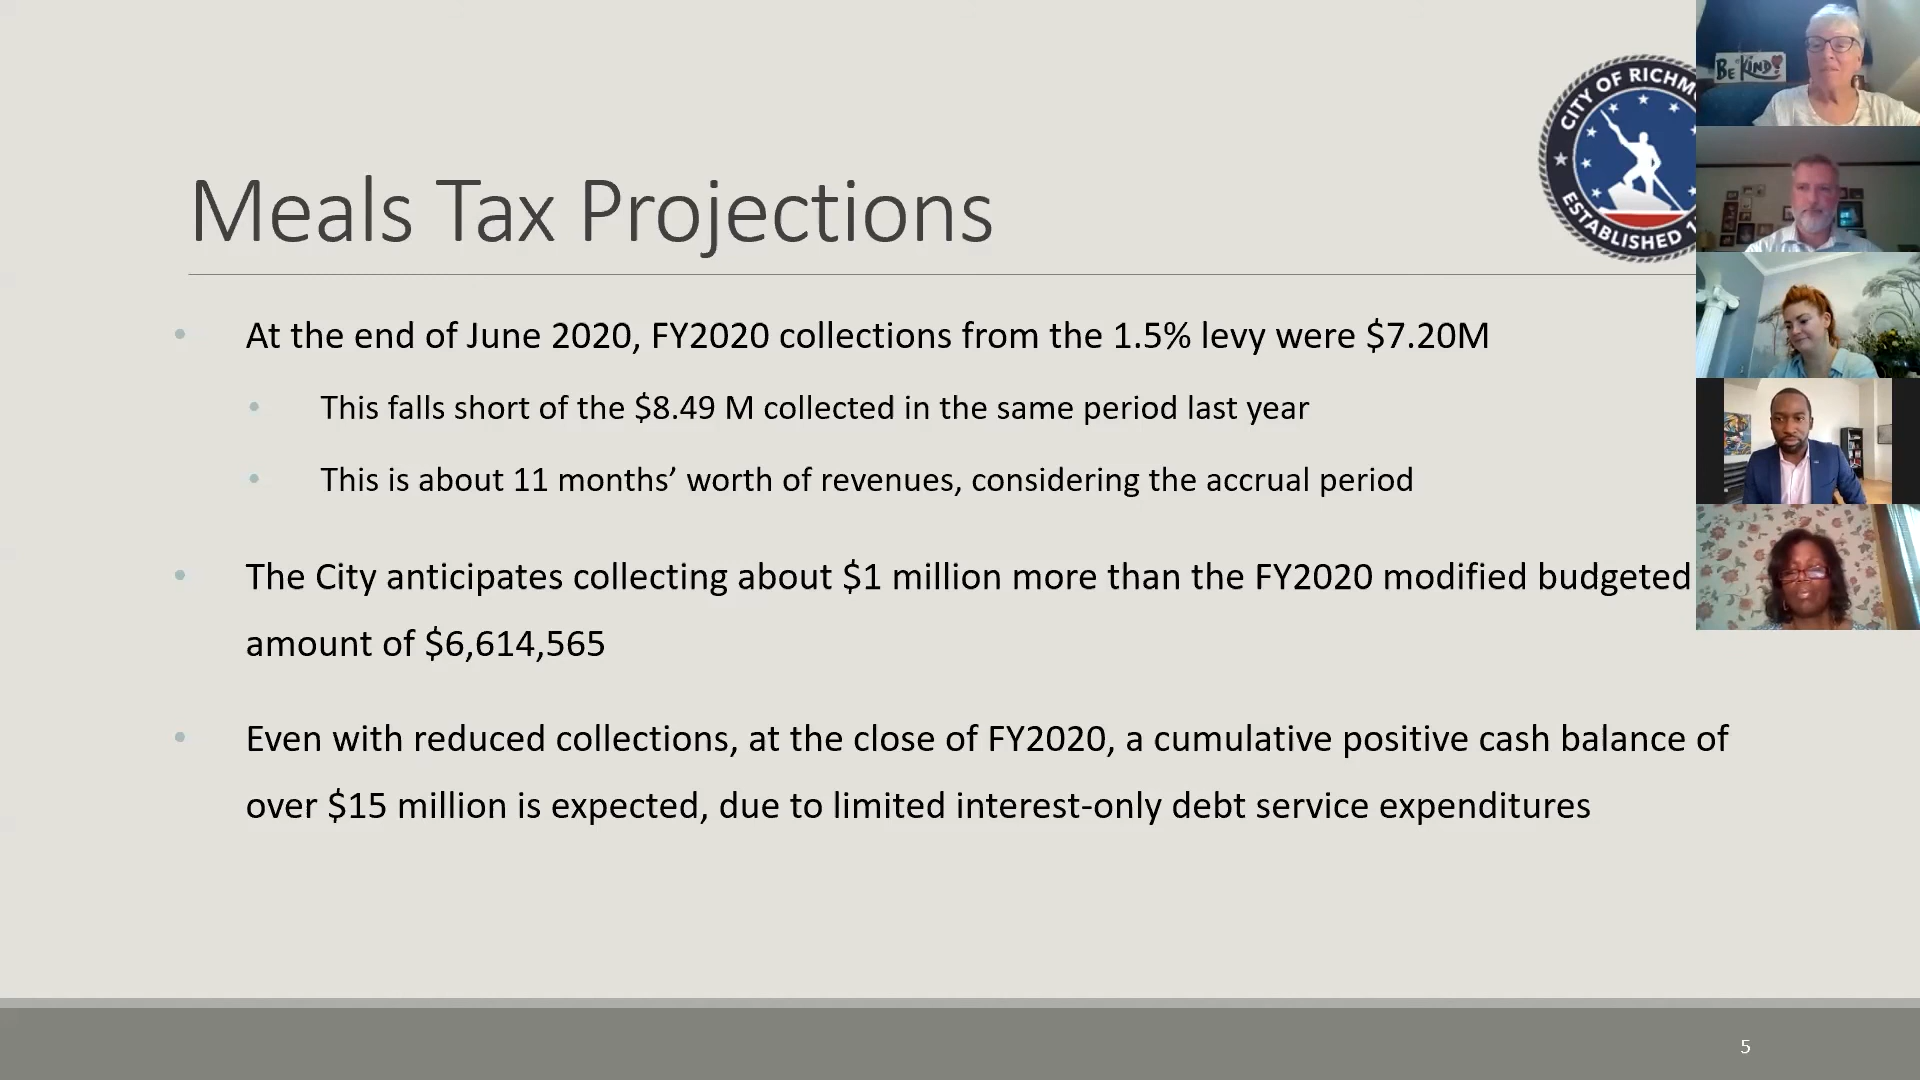 BE KIND!
CITY OF RICHM
ESTABLISHED 1
Meals Tax Projections
• At the end of June 2020, FY2020 collections from the 1.5% levy were $7.20M
• This falls short of the $8.49 M collected in the same period last year
• This is about 11 months’ worth of revenues, considering the accrual period
• The City anticipates collecting about $1 million more than the FY2020 modified budgeted
amount of $6,614,565
• Even with reduced collections, at the close of FY2020, a cumulative positive cash balance of
over $15 million is expected, due to limited interest-only debt service expenditures
5